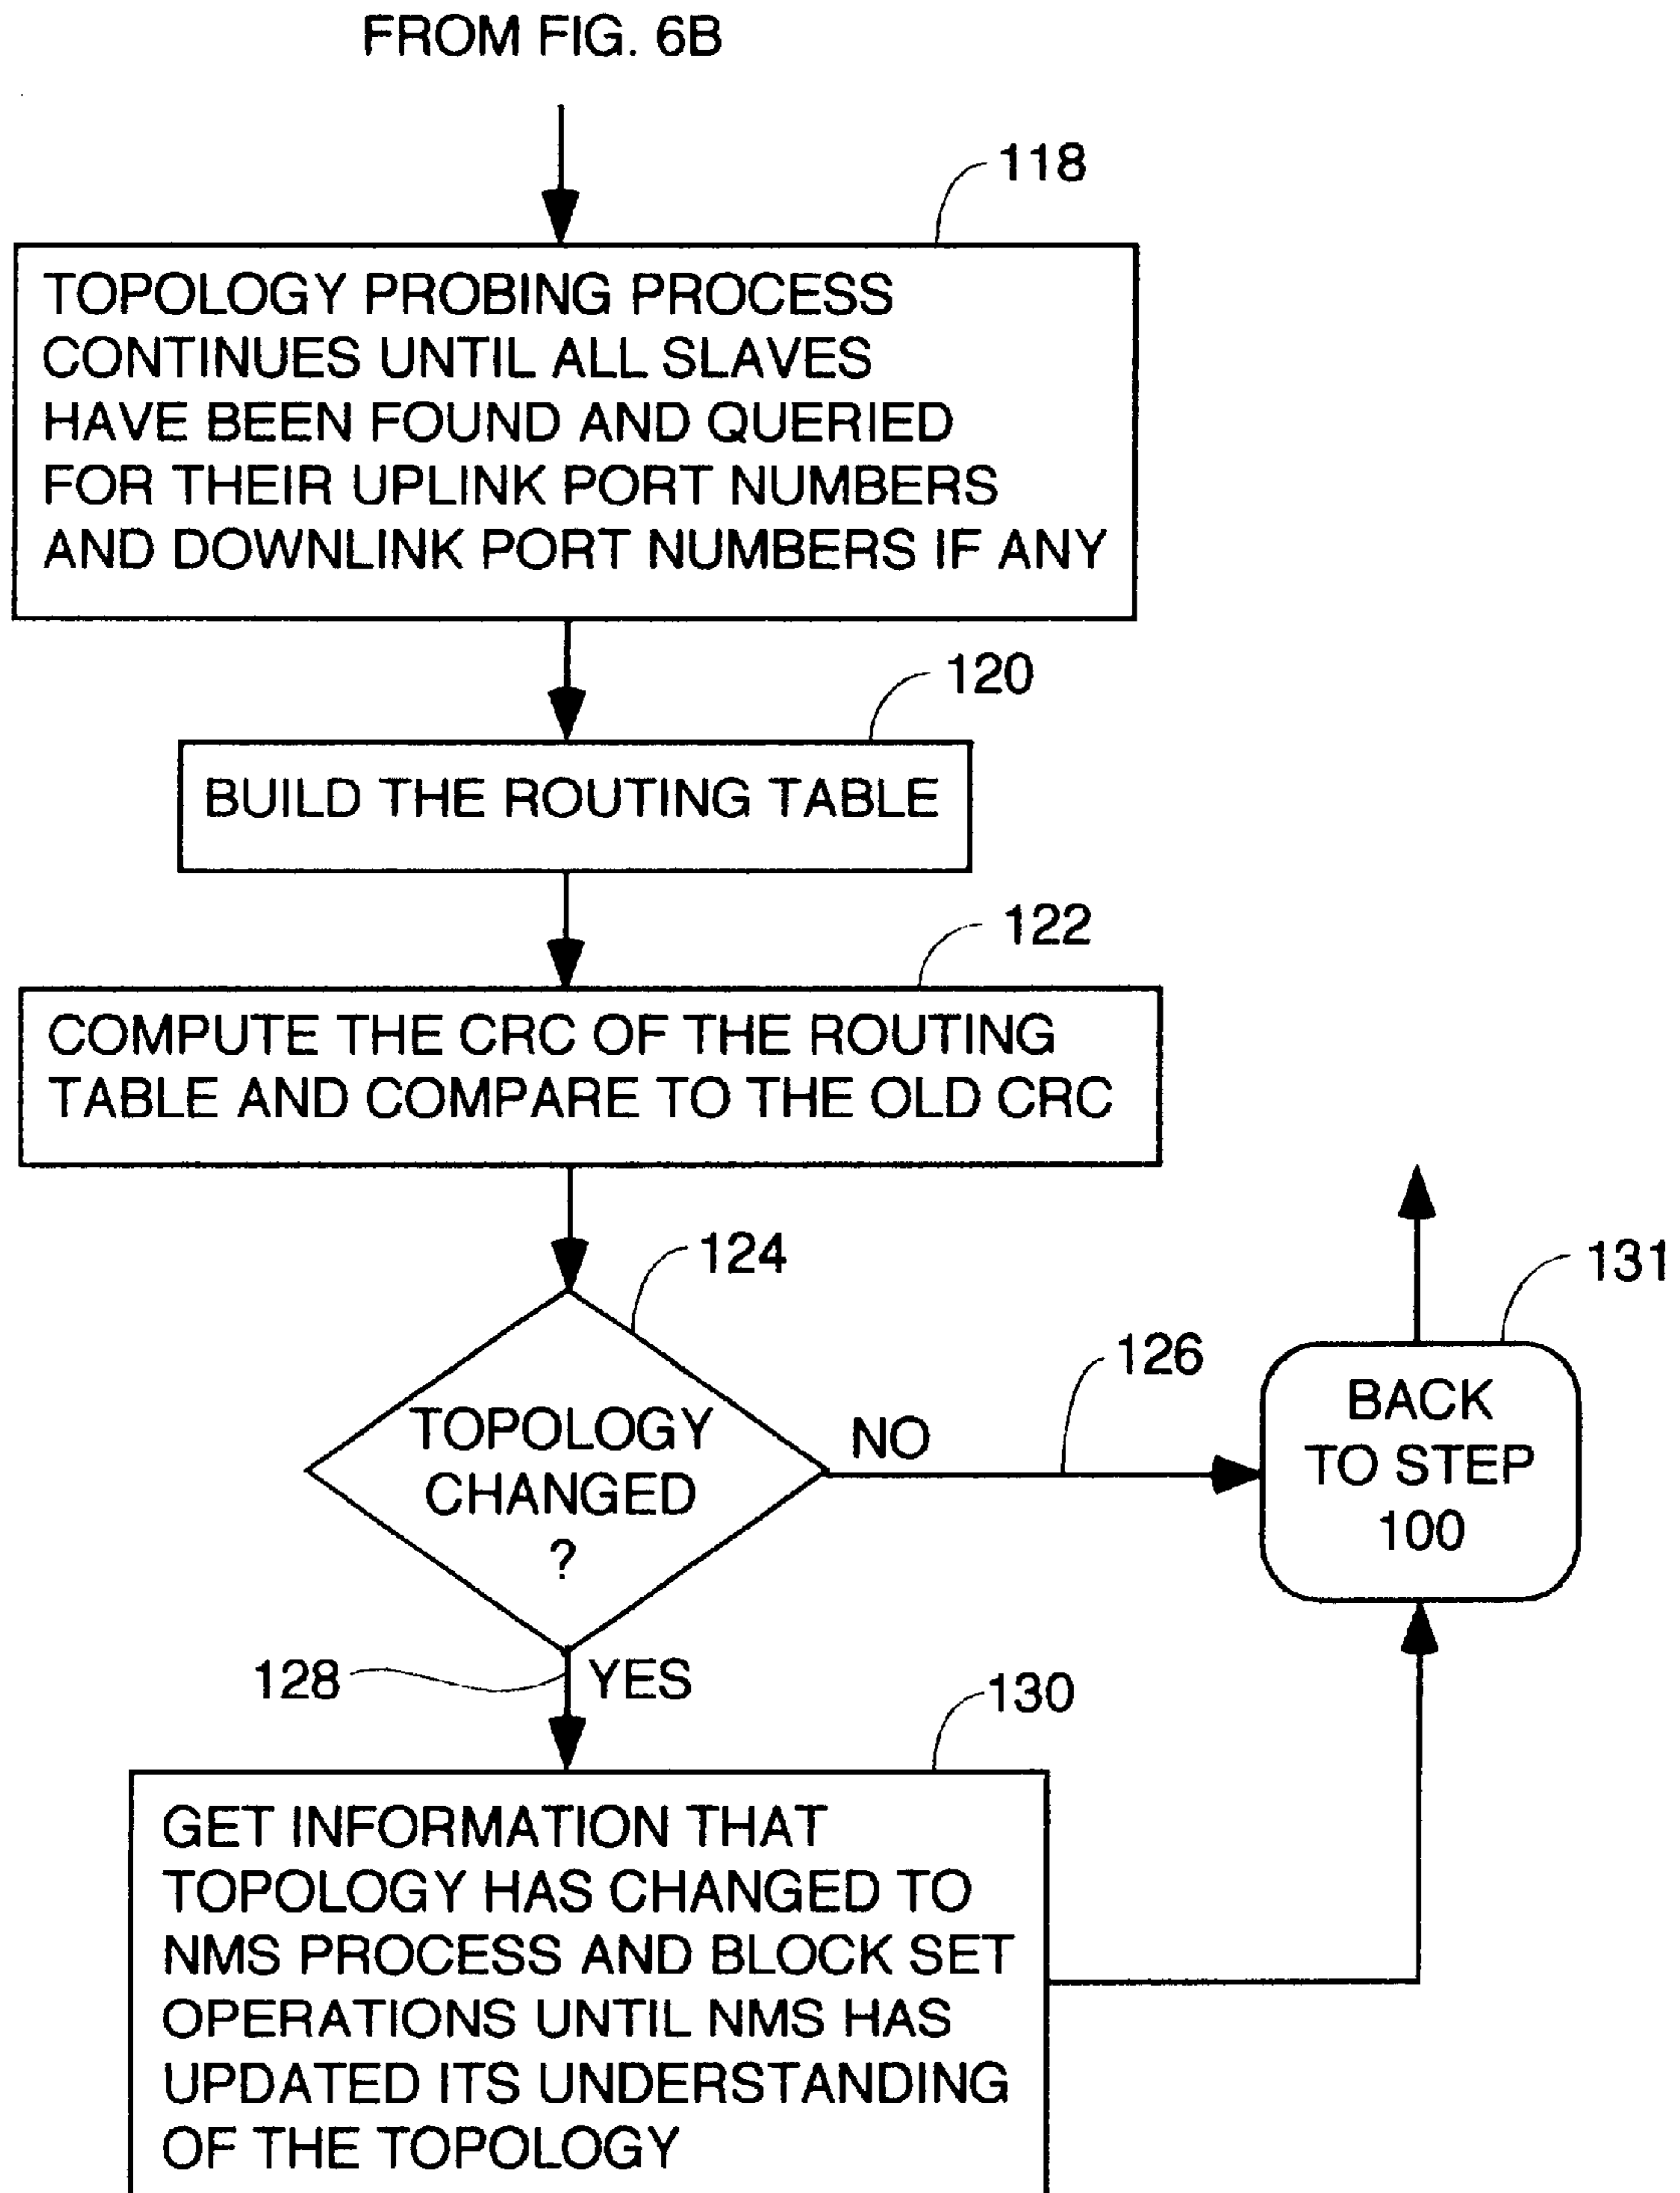 FROM FIG. 6B
118
TOPOLOGY PROBING PROCESS
CONTINUES UNTIL ALL SLAVES
HAVE BEEN FOUND AND QUERIED
FOR THEIR UPLINK PORT NUMBERS
AND DOWNLINK PORT NUMBERS IF ANY
120
BUILD THE ROUTING TABLE
122
COMPUTE THE CRC OF THE ROUTING
TABLE AND COMPARE TO THE OLD CRC
124
TOPOLOGY
CHANGED
?
NO
126
131
BACK
TO STEP
100
128
YES
130
GET INFORMATION THAT
TOPOLOGY HAS CHANGED TO
NMS PROCESS AND BLOCK SET
OPERATIONS UNTIL NMS HAS
UPDATED ITS UNDERSTANDING
OF THE TOPOLOGY